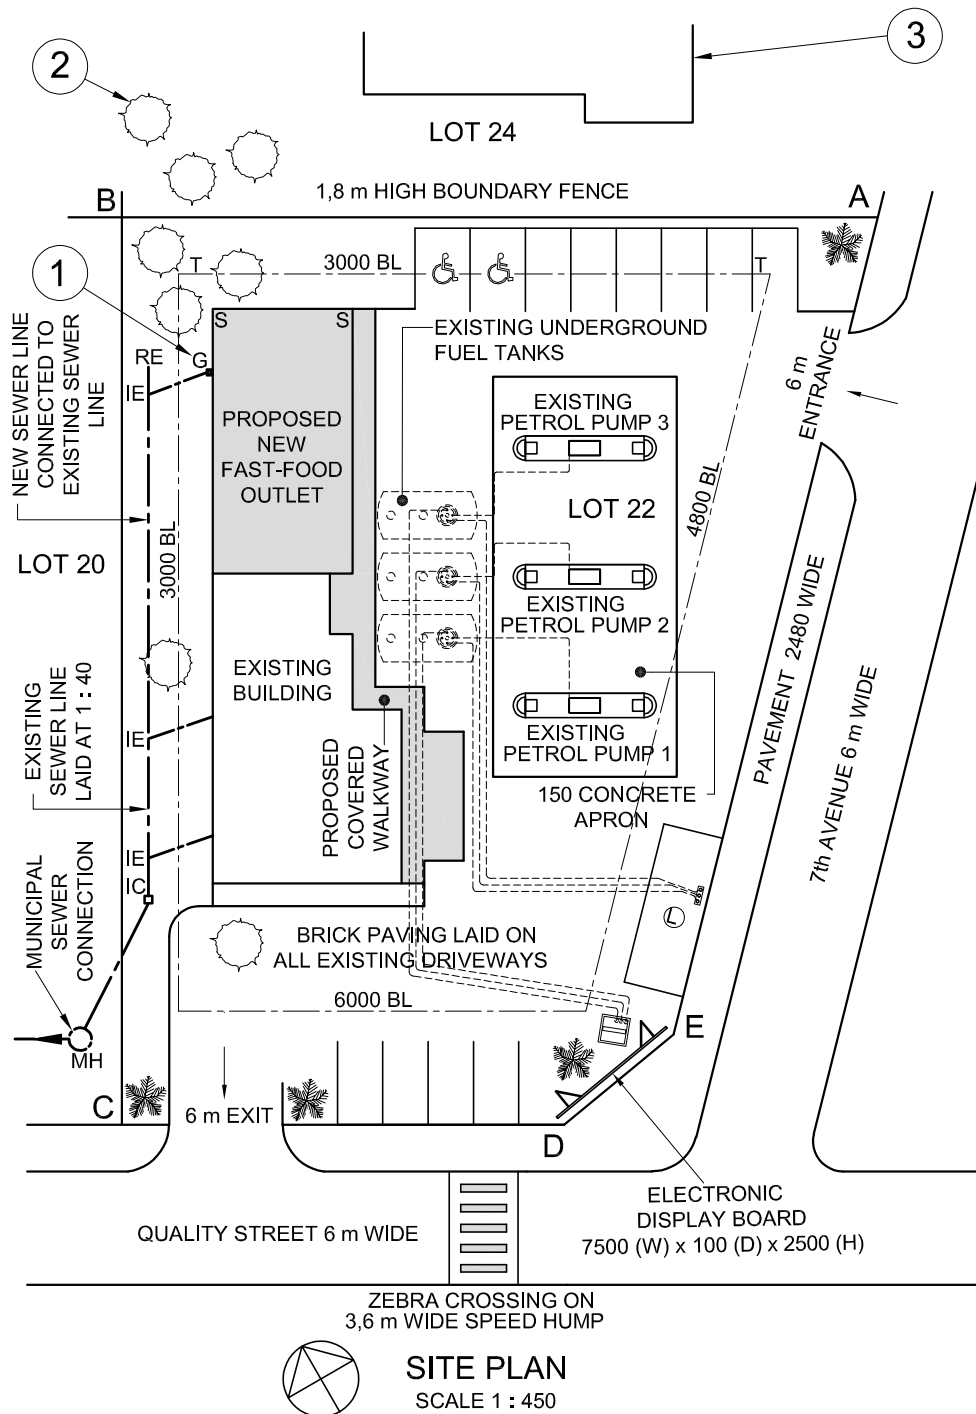 3
2
LOT 24
1,8 m HIGH BOUNDARY FENCE
B
A
1
T
3000 BL
T
S
S
EXISTING UNDERGROUND
FUEL TANKS
RE
G
IE
NEW SEWER LINE
CONNECTED TO
EXISTING SEWER
LINE
6 m
ENTRANCE
EXISTING
PETROL PUMP 3
PROPOSED
NEW
FAST-FOOD
OUTLET
LOT 22
4800 BL
LOT 20
3000 BL
EXISTING
PETROL PUMP 2
PAVEMENT 2480 WIDE
EXISTING
BUILDING
EXISTING
SEWER LINE
LAID AT 1 : 40
IE
EXISTING
PETROL PUMP 1
PROPOSED
COVERED
WALKWAY
150 CONCRETE
APRON
7th AVENUE 6 m WIDE
IE
IC
MUNICIPAL
SEWER
CONNECTION
L
BRICK PAVING LAID ON
ALL EXISTING DRIVEWAYS
6000 BL
E
MH
C
6 m EXIT
D
ELECTRONIC
DISPLAY BOARD
7500 (W) x 100 (D) x 2500 (H)
QUALITY STREET 6 m WIDE
ZEBRA CROSSING ON
3,6 m WIDE SPEED HUMP
SITE PLAN
SCALE 1 : 450